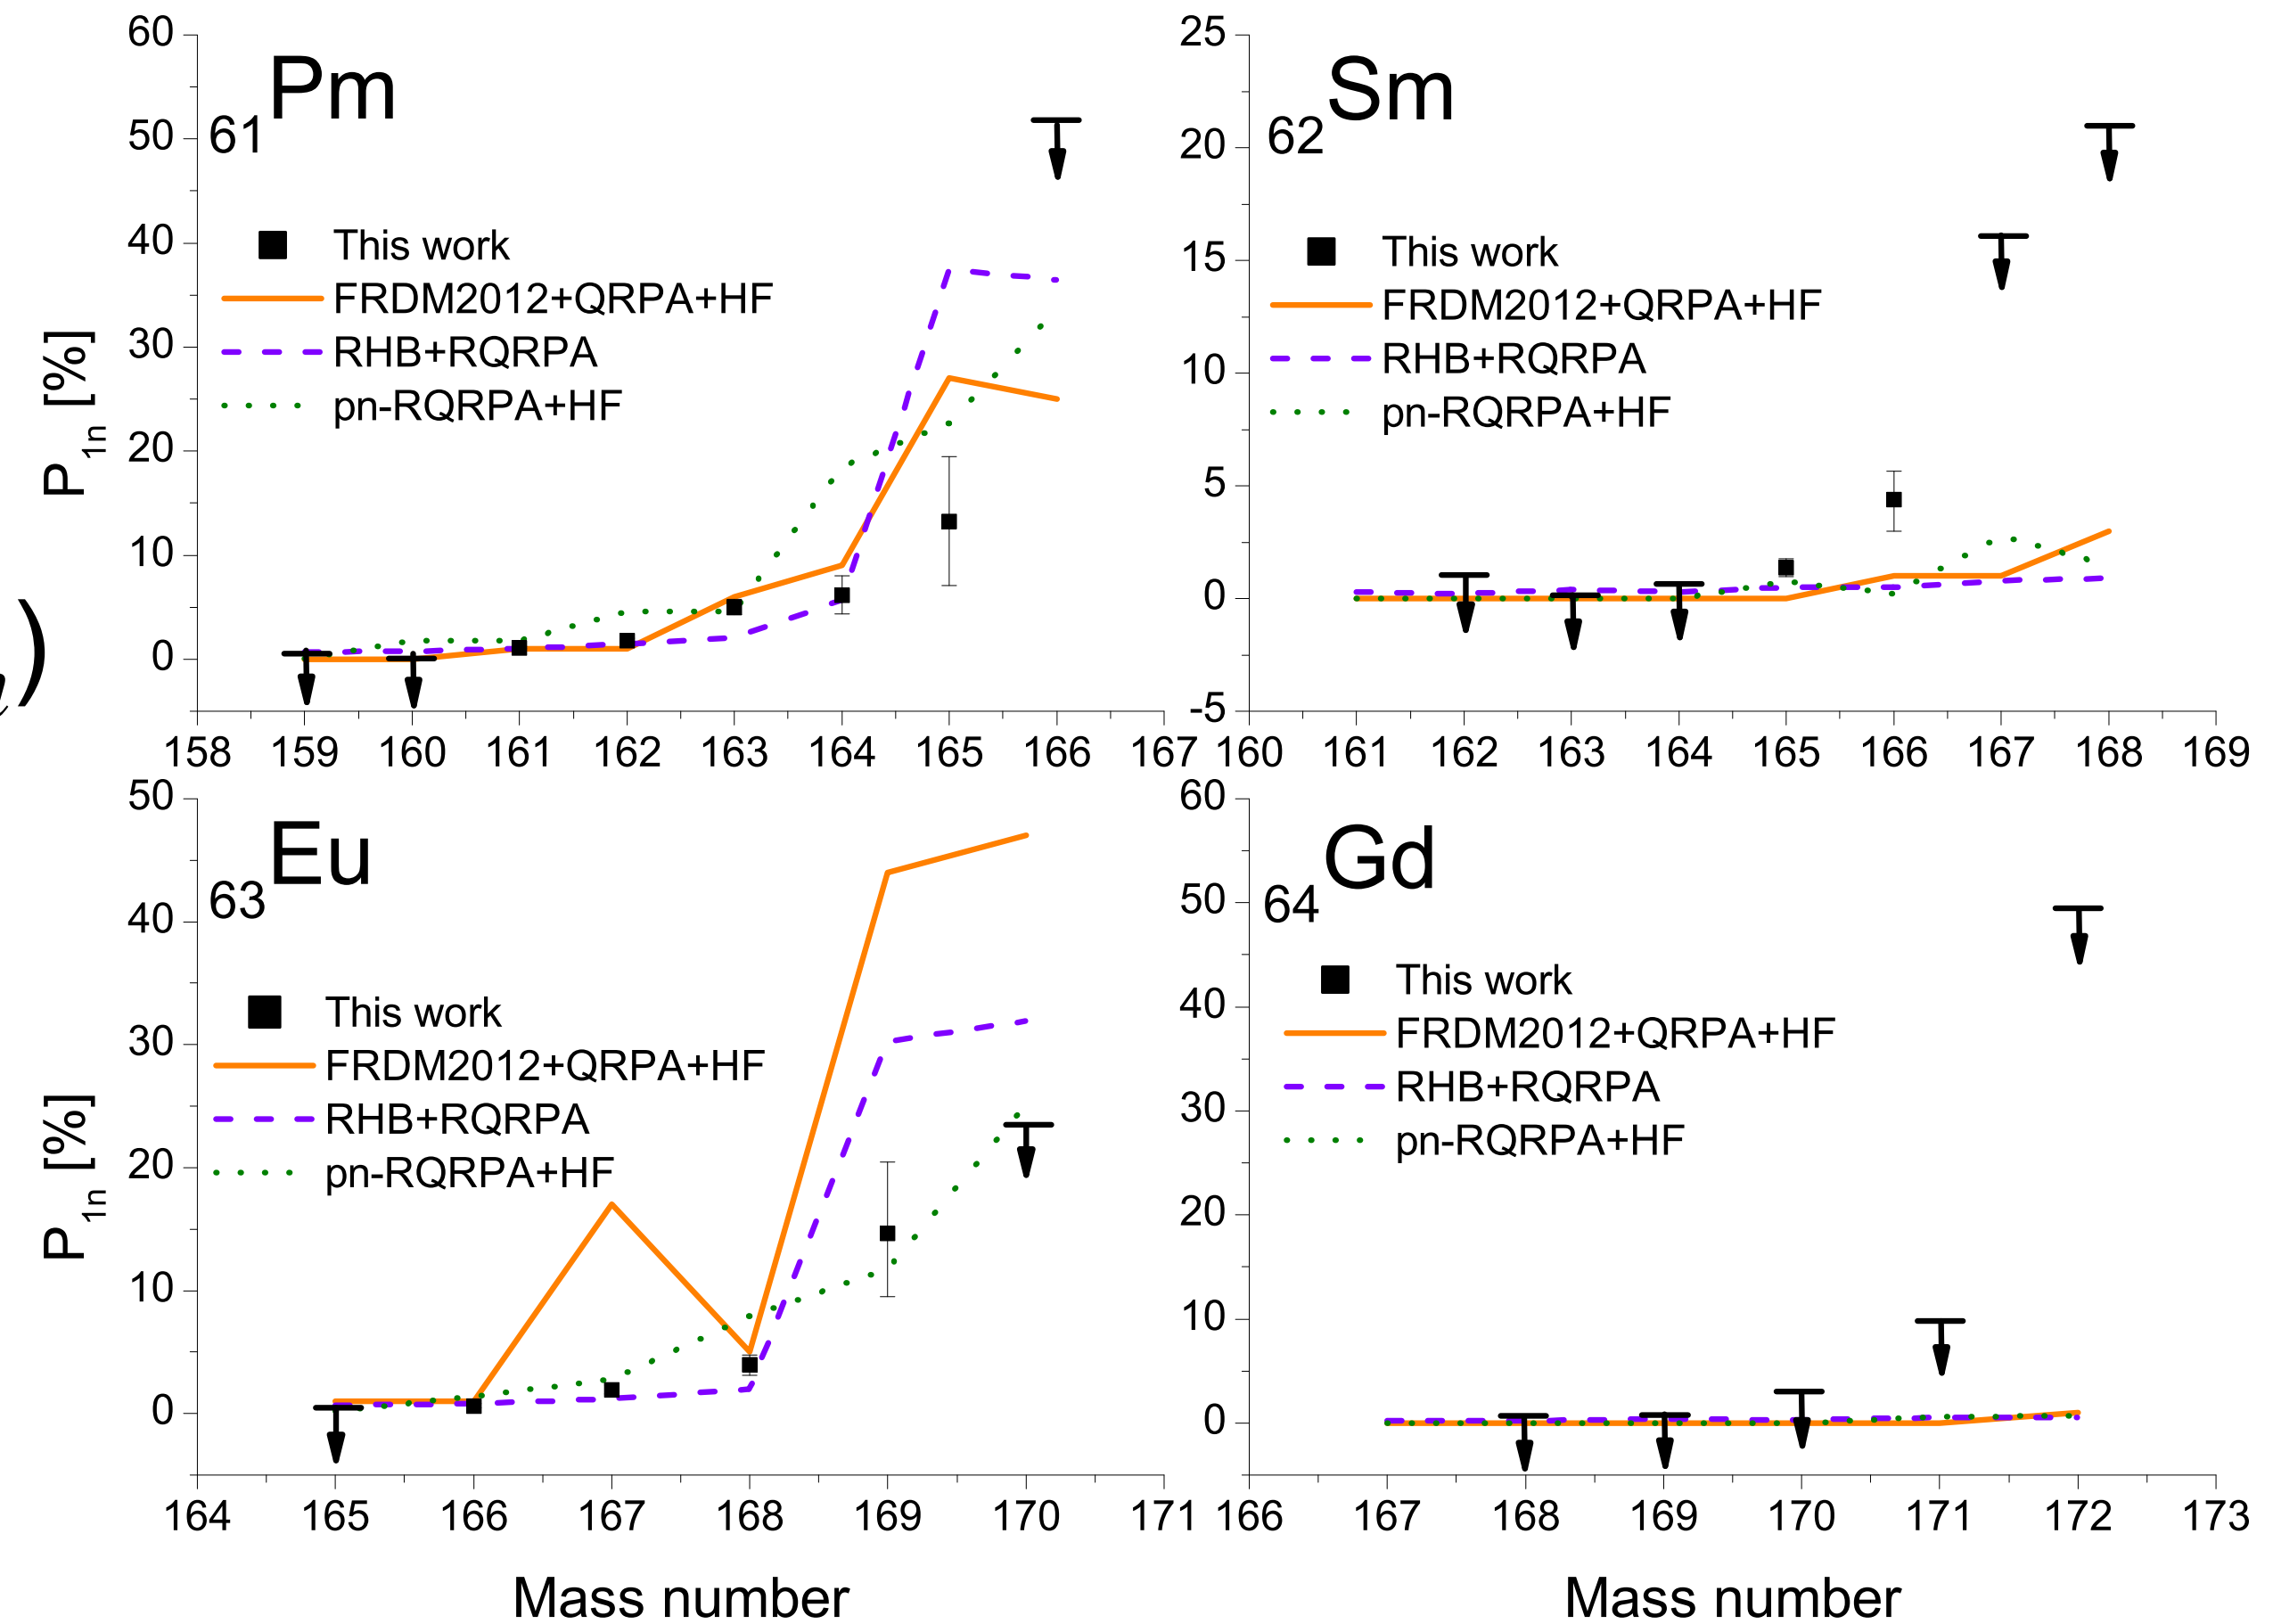 61Pm
60
50
40
30
20
10
0
P1n [%]
This work
FRDM2012+QRPA+HF
RHB+RQRPA
pn-RQRPA+HF
158 159 160 161 162 163 164 165 166 167
62Sm
25
20
15
10
5
0
-5
This work
FRDM2012+QRPA+HF
RHB+RQRPA
pn-RQRPA+HF
160 161 162 163 164 165 166 167 168 169
)
63Eu
50
40
30
20
10
0
P1n [%]
This work
FRDM2012+QRPA+HF
RHB+RQRPA
pn-RQRPA+HF
164 165 166 167 168 169 170 171
Mass number
64Gd
60
50
40
30
20
10
0
This work
FRDM2012+QRPA+HF
RHB+RQRPA
pn-RQRPA+HF
166 167 168 169 170 171 172 173
Mass number